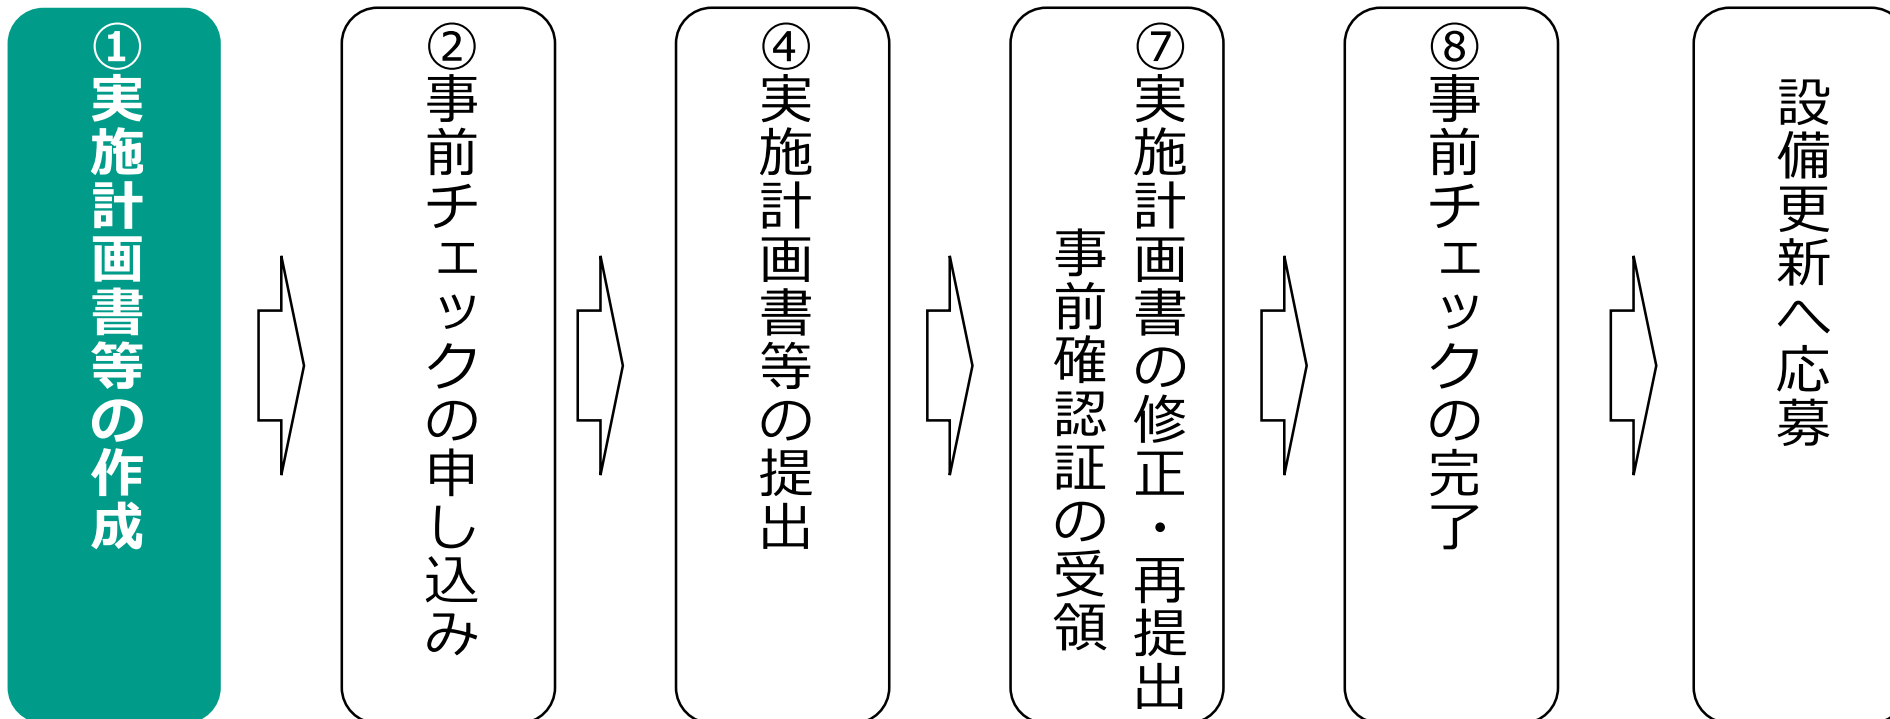 ①実施計画書等の作成
②事前チェックの申し込み
④実施計画書等の提出
⑦実施計画書の修正・再提出
事前確認証の受領
⑧事前チェックの完了
設備更新へ応募